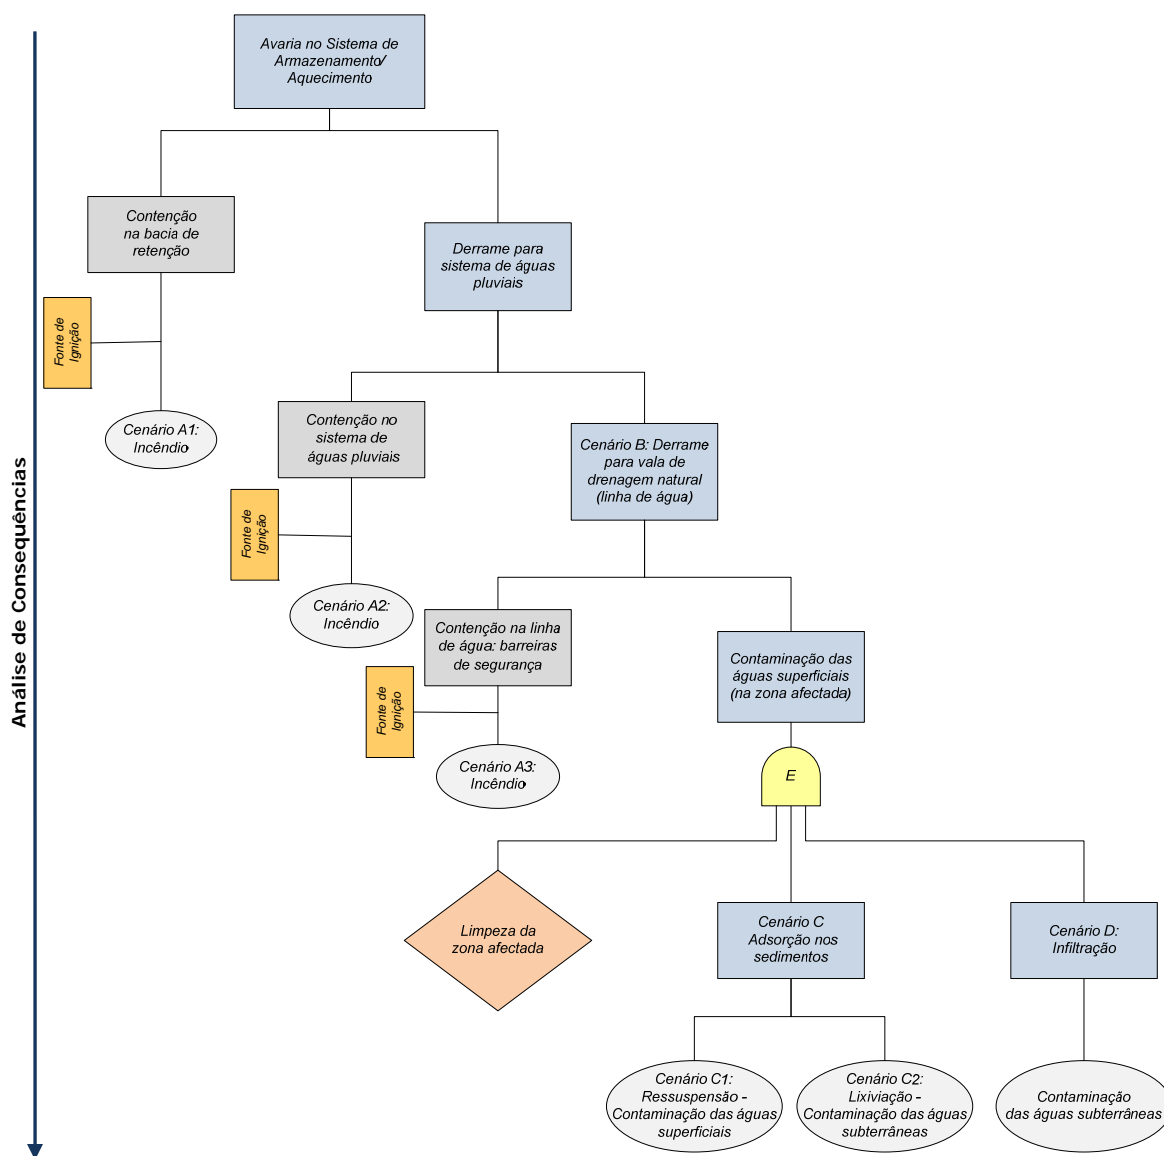 Avaria no Sistema de
Armazenamento/
Aquecimento
Contenção
na bacia de
retenção
Derrame para
sistema de águas
pluviais
Fonte de
Ignição
Cenário A1:
Incêndio
Contenção no
sistema de
águas pluviais
Cenário B: Derrame
para vala de
drenagem natural
(linha de água)
Fonte de
Ignição
Cenário A2:
Incêndio
Contenção na linha
de água: barreiras
de segurança
Contaminação das
águas superficiais
(na zona afectada)
Fonte de
Ignição
Cenário A3:
Incêndio
E
Limpeza da
zona afectada
Cenário C
Adsorção nos
sedimentos
Cenário D:
Infiltração
Cenário C1:
Ressuspensão -
Contaminação das águas
superficiais
Cenário C2:
Lixiviação -
Contaminação das águas
subterrâneas
Contaminação
das águas subterrâneas
Análise de Consequências